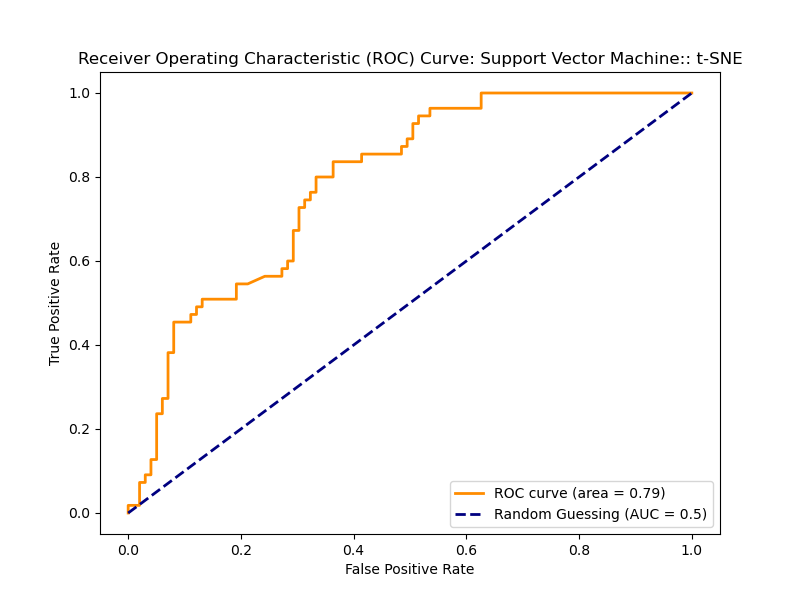 Receiver Operating Characteristic (ROC) Curve: Support Vector Machine:: t-SNE
True Positive Rate
1.0
0.8
0.6
0.4
0.2
0.0
ROC curve (area = 0.79)
Random Guessing (AUC = 0.5)
0.0 0.2 0.4 0.6 0.8 1.0
False Positive Rate